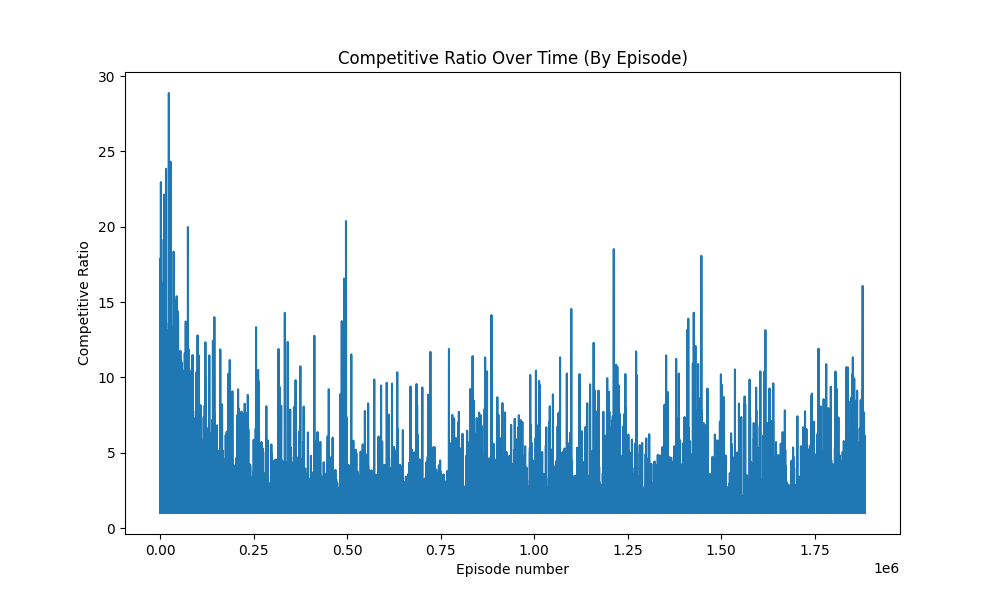 Competitive Ratio Over Time (By Episode)
30
25
20
15
10
5
0
Competitive Ratio
0.00 0.25 0.50 0.75 1.00 1.25 1.50 1.75
1e6
Episode number